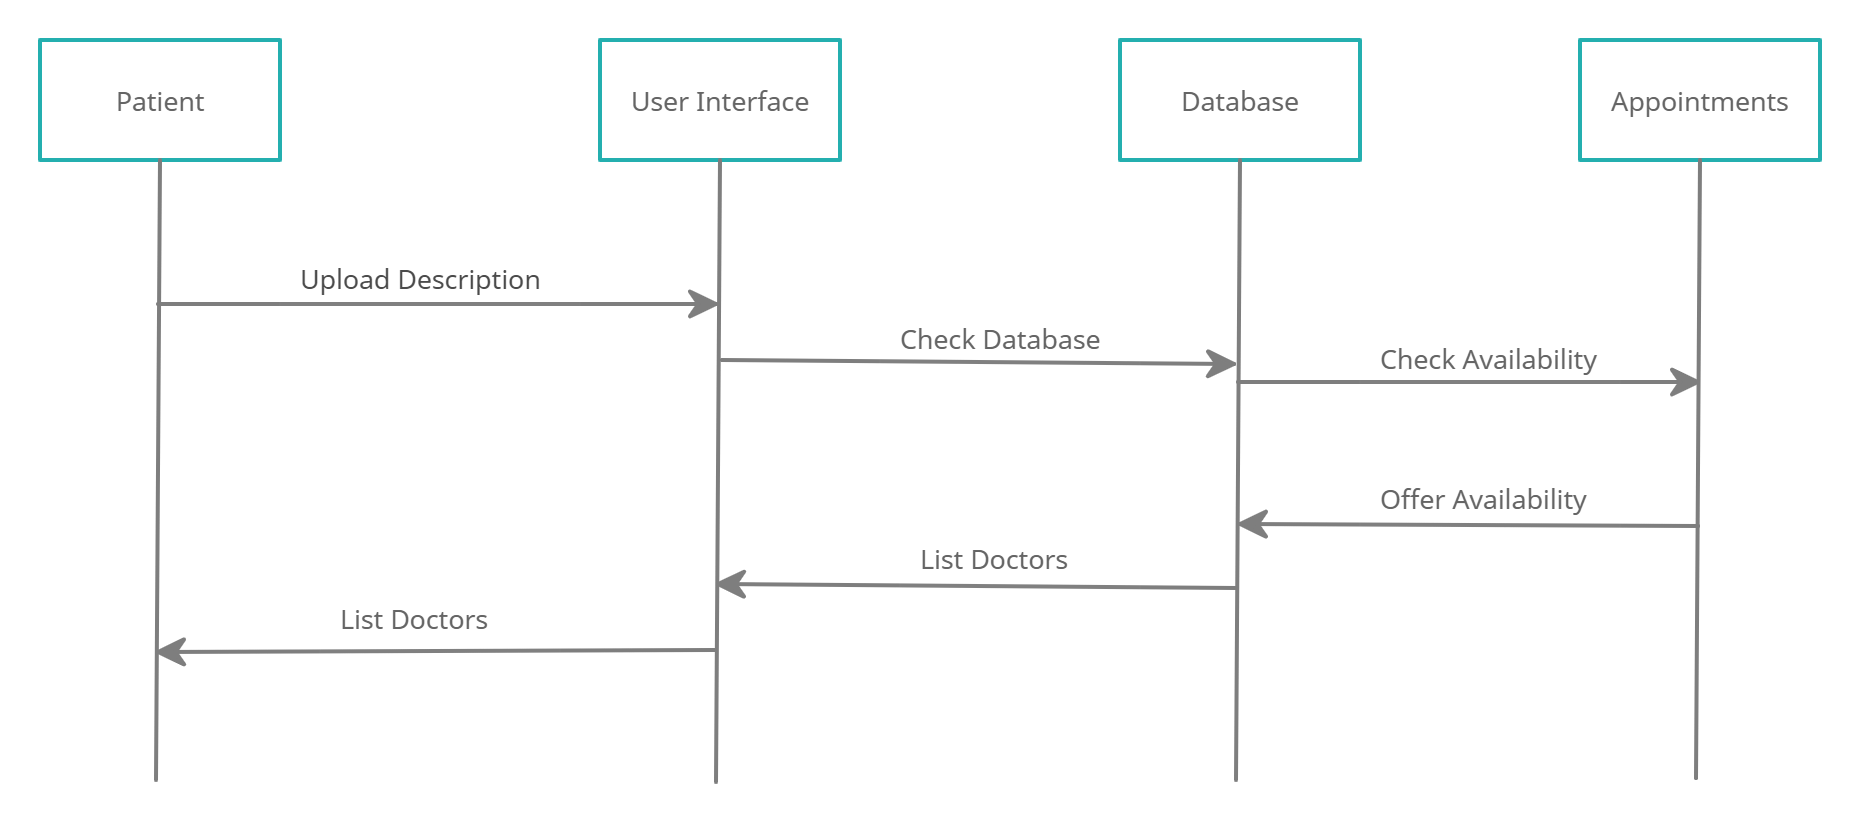 Patient
User Interface
Database
Appointments
Upload Description
Check Database
Check Availability
Offer Availability
List Doctors
List Doctors